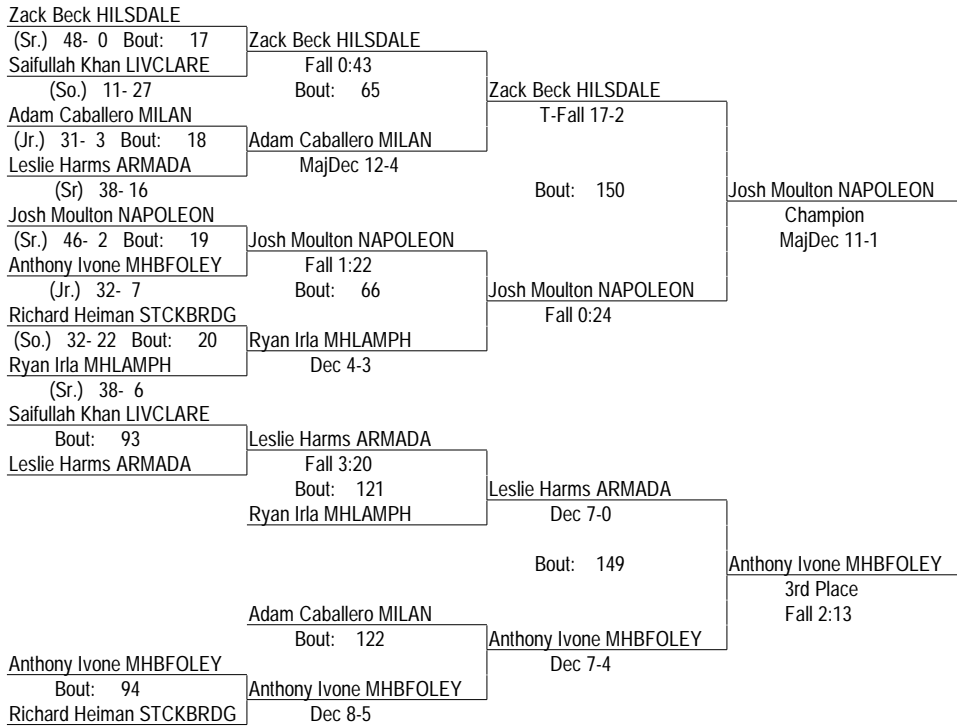 Zack Beck HILSDALE
(Sr.) 48- 0 Bout: 17 Zack Beck HILSDALE
Saifullah Khan LIVCLARE Fall 0:43
(So.) 11- 27 Bout: 65 Zack Beck HILSDALE
Adam Caballero MILAN T-Fall 17-2
(Jr.) 31- 3 Bout: 18 Adam Caballero MILAN
Leslie Harms ARMADA MajDec 12-4
(Sr) 38- 16 Bout: 150 Josh Moulton NAPOLEON
Josh Moulton NAPOLEON Champion
(Sr.) 46- 2 Bout: 19 Josh Moulton NAPOLEON MajDec 11-1
Anthony Ivone MHBFOLEY Fall 1:22
(Jr.) 32- 7 Bout: 66 Josh Moulton NAPOLEON
Richard Heiman STCKBRDG Fall 0:24
(So.) 32- 22 Bout: 20 Ryan Irla MHLAMPH
Ryan Irla MHLAMPH Dec 4-3
(Sr.) 38- 6
Saifullah Khan LIVCLARE
Bout: 93 Leslie Harms ARMADA
Leslie Harms ARMADA Fall 3:20
Bout: 121 Leslie Harms ARMADA
Ryan Irla MHLAMPH Dec 7-0
Bout: 149 Anthony Ivone MHBFOLEY
3rd Place
Adam Caballero MILAN Fall 2:13
Bout: 122 Anthony Ivone MHBFOLEY
Anthony Ivone MHBFOLEY Dec 7-4
Bout: 94 Anthony Ivone MHBFOLEY
Richard Heiman STCKBRDG Dec 8-5